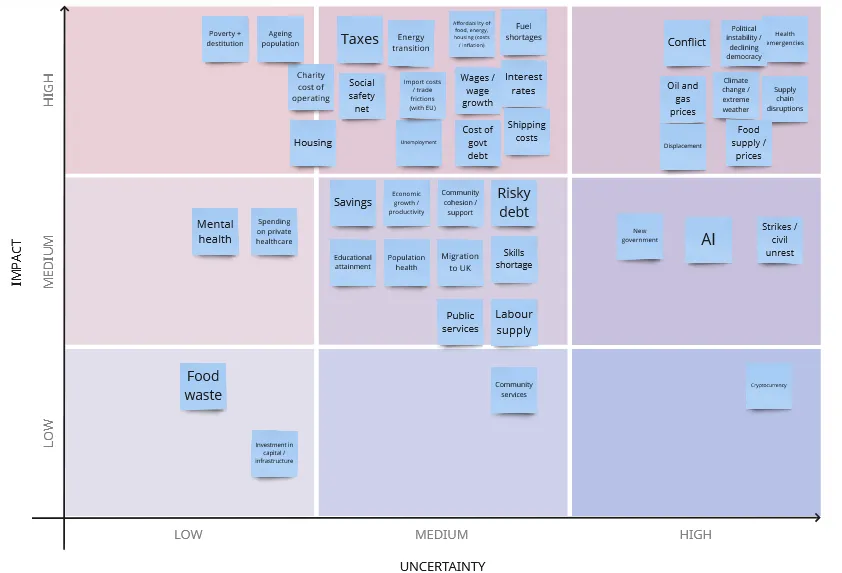 Poverty +
destitution
Ageing
population
Taxes
Energy
transition
Affordability of
food, energy,
housing (costs
/ inflation)
Fuel
shortages
Conflict
Political
instability /
declining
democracy
Health
emergencies
HIGH
Charity
cost of
operating
Social
safety
net
Import costs
/ trade
frictions
(with EU)
Wages /
wage
growth
Interest
rates
Oil and
gas
prices
Climate
change /
extreme
weather
Supply
chain
disruptions
Housing
Unemployment
Cost of
govt
debt
Shipping
costs
Displacement
Food
supply /
prices
IMPACT
MEDIUM
Mental
health
Spending
on private
healthcare
Savings
Economic
growth /
productivity
Community
cohesion /
support
Risky
debt
Educational
attainment
Population
health
Migration
to UK
Skills
shortage
Public
services
Labour
supply
New
government
AI
Strikes /
civil
unrest
LOW
Food
waste
Investment in
capital /
infrastructure
Community
services
Cryptocurrency
LOW
MEDIUM
HIGH
UNCERTAINTY